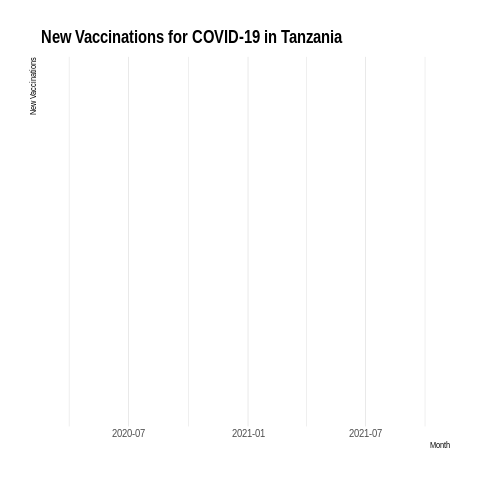 New Vaccinations for COVID-19 in Tanzania
New Vaccinations
2020-07
2021-01
2021-07
Month